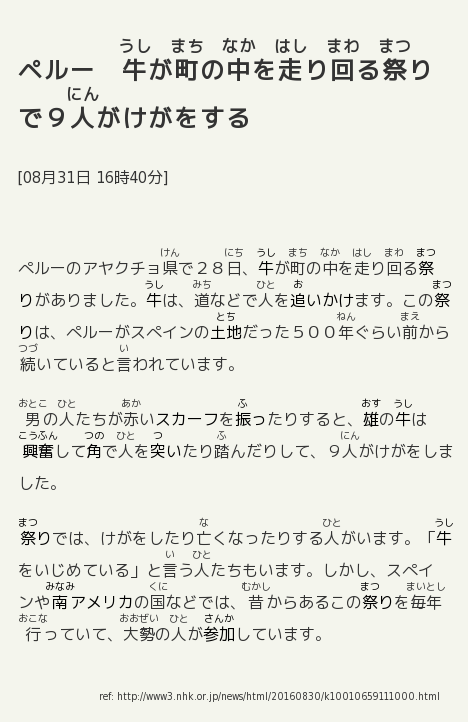 ペルー　牛が町の中を走り回る祭り
で９人がけがをする
[08月31日 16時40分]
ペルーのアヤクチョ県で２８日、牛が町の中を走り回る祭
りがありました。牛は、道などで人を追いかけます。この祭
りは、ペルーがスペインの土地だった５００年ぐらい前から
続いていると言われています。
男の人たちが赤いスカーフを振ったりすると、雄の牛は
興奮して角で人を突いたり踏んだりして、９人がけがをしま
した。
祭りでは、けがをしたり亡くなったりする人がいます。「牛
をいじめている」と言う人たちもいます。しかし、スペイ
ンや南アメリカの国などでは、昔からあるこの祭りを毎年
行っていて、大勢の人が参加しています。
ref: http://www3.nhk.or.jp/news/html/20160830/k10010659111000.html